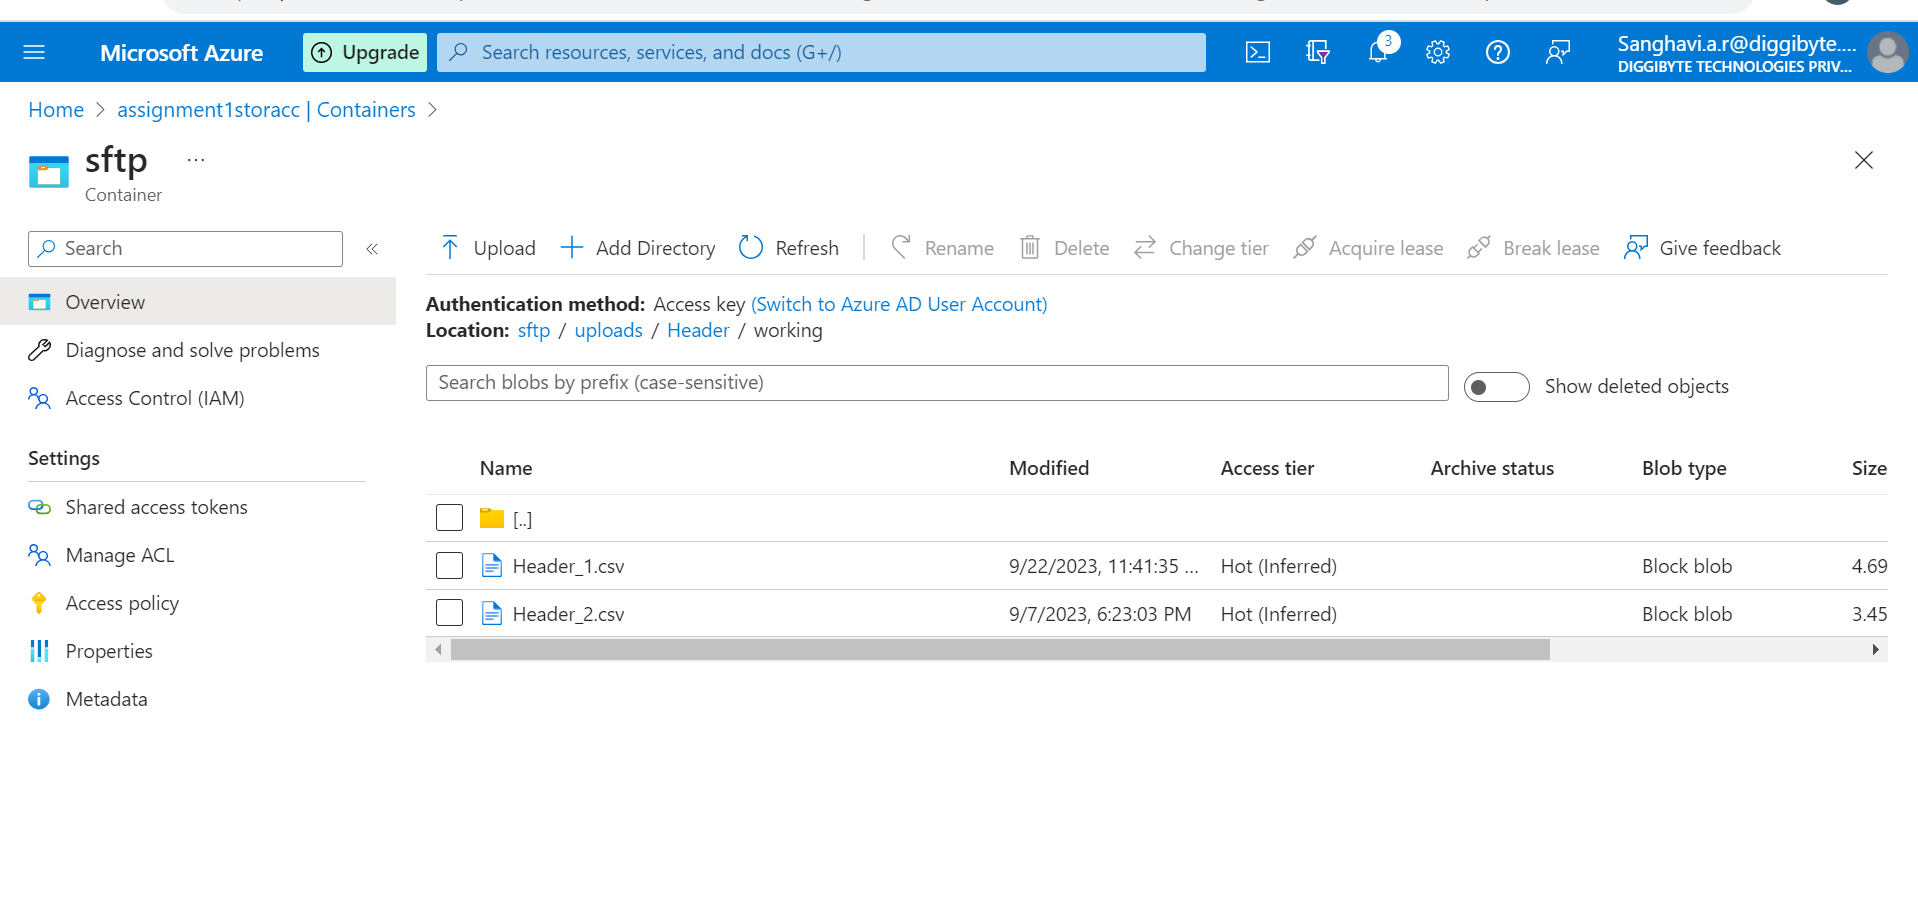 Microsoft Azure
Upgrade
Search resources, services, and docs (G+/)
3
Sanghavi.a.r@diggibyte....
DIGGIBYTE TECHNOLOGIES PRIV...
Home > assignment1storacc | Containers >
sftp ...
Container
Search
«
Upload
Add Directory
Refresh
Rename
Delete
Change tier
Acquire lease
Break lease
Give feedback
Overview
Diagnose and solve problems
Access Control (IAM)
Settings
Shared access tokens
Manage ACL
Access policy
Properties
Metadata
Authentication method: Access key (Switch to Azure AD User Account)
Location: sftp / uploads / Header / working
Search blobs by prefix (case-sensitive)
Show deleted objects
Name Modified Access tier Archive status Blob type Size
[..]
Header_1.csv 9/22/2023, 11:41:35 ... Hot (Inferred) Block blob 4.69
Header_2.csv 9/7/2023, 6:23:03 PM Hot (Inferred) Block blob 3.45